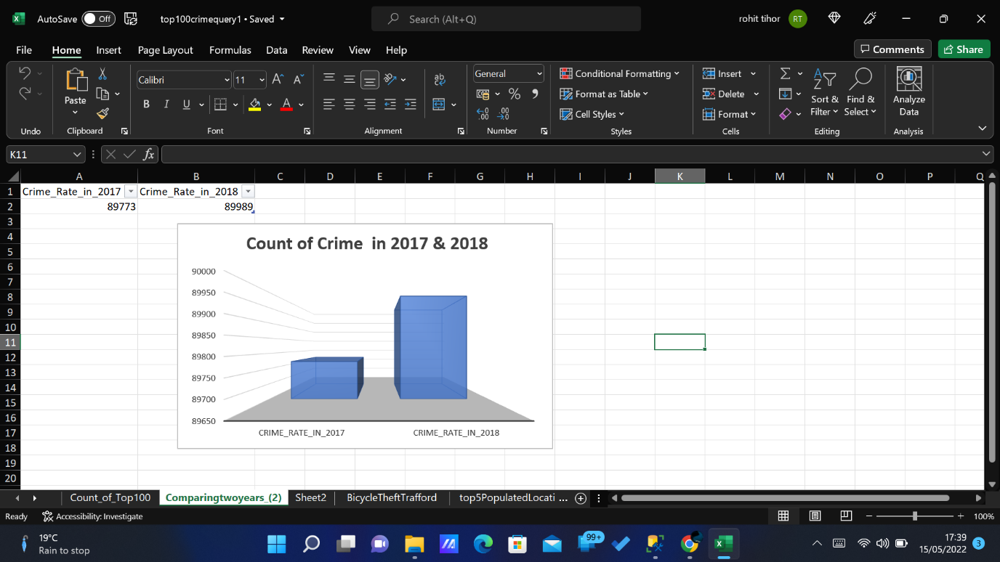 AutoSave Off top100crimequery1 • Saved Search (Alt+Q) rohit tihor RT
File Home Insert Page Layout Formulas Data Review View Help Comments Share
Calibri 11 General Conditional Formatting Insert
Paste Format as Table Delete Sort & Find & Analyze
B I U Cell Styles Format Filter Select Data
Undo Clipboard Font Alignment Number Styles Cells Editing Analysis
K11 fx
A B C D E F G H I J K L M N O P Q
1 Crime_Rate_in_2017 Crime_Rate_in_2018
2 89773 89989
3
4
5
6
7
8
9
10
11
12
13
14
15
16
17
18
19
20
Count of Crime in 2017 & 2018
90000
89950
89900
89850
89800
89750
89700
89650
CRIME_RATE_IN_2017 CRIME_RATE_IN_2018
Count_of_Top100 Comparingtwoyears_(2) Sheet2 BicycleTheftTrafford top5PopulatedLocati ...
Ready Accessibility: Investigate 100%
19°C
Rain to stop
99+
17:39
15/05/2022 3